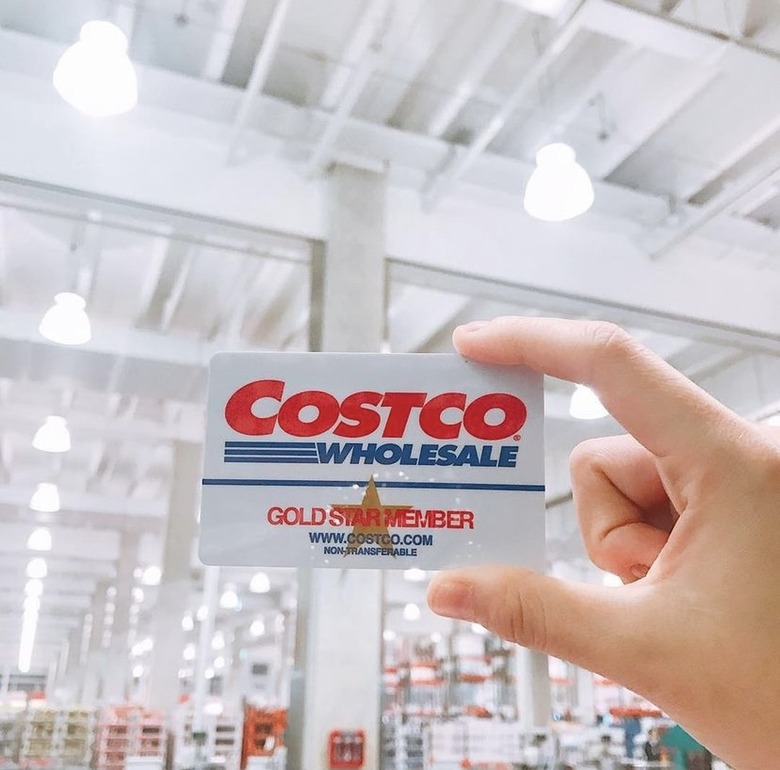 COSTCO®
WHOLESALE
GOLD STAR MEMBER
WWW.COSTCO.COM
NON-TRANSFERABLE